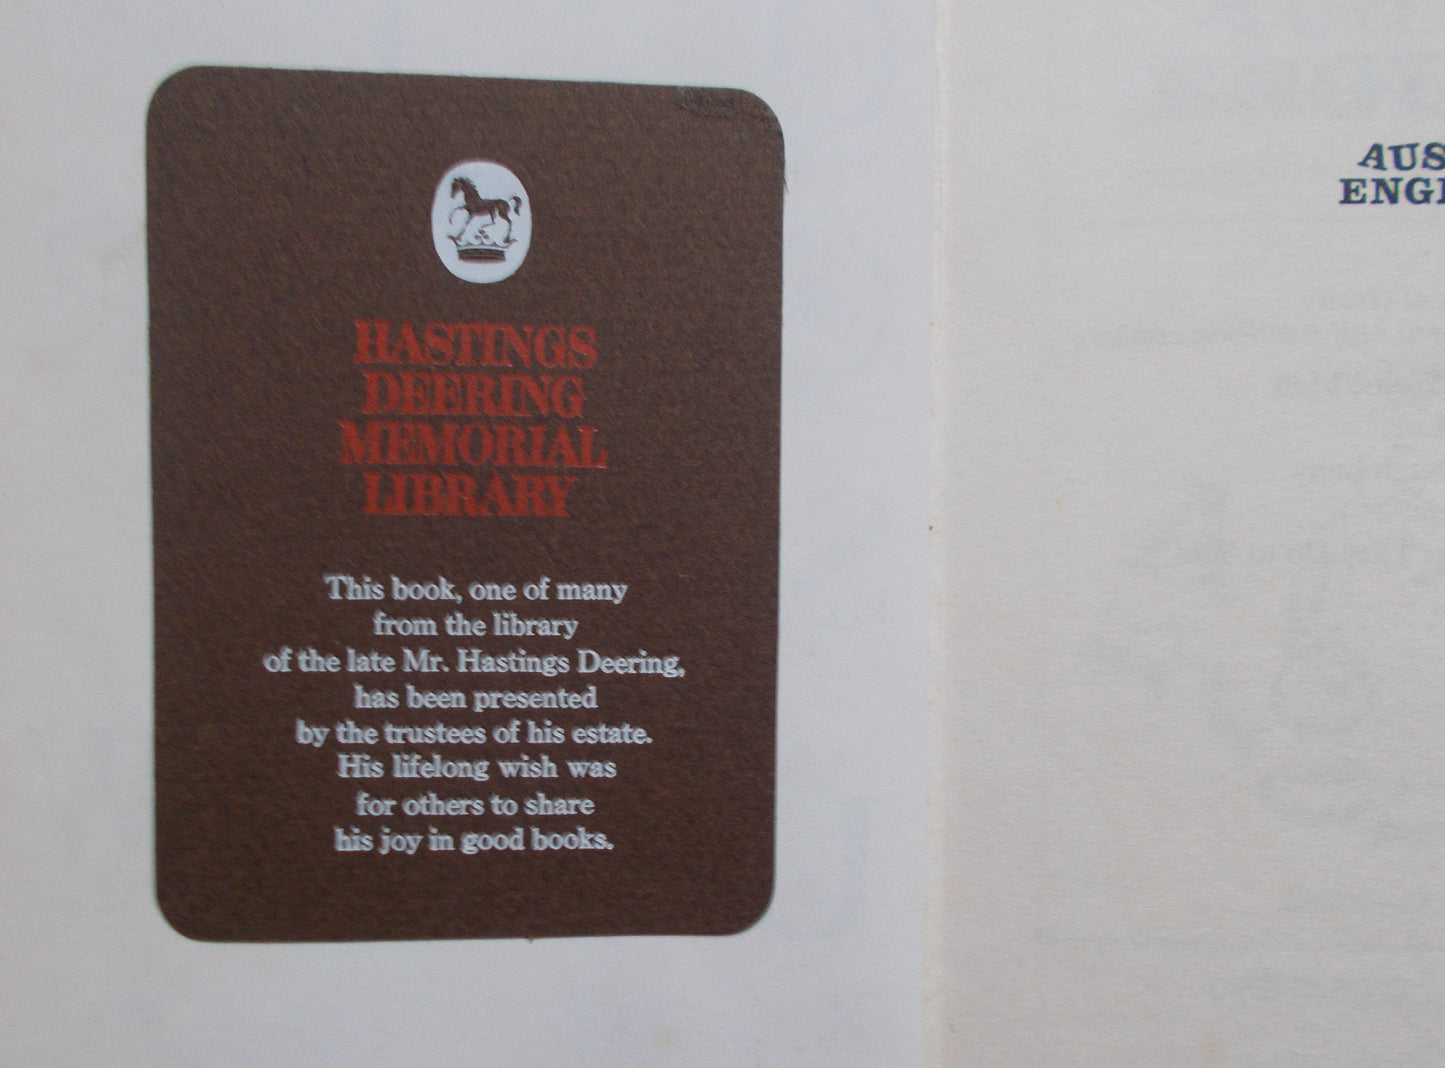 HASTINGS
DEERING
MEMORIAL
LIBRARY
This book, one of many
from the library
of the late Mr. Hastings Deering,
has been presented
by the trustees of his estate.
His lifelong wish was
for others to share
his joy in good books.
AUS
ENGL